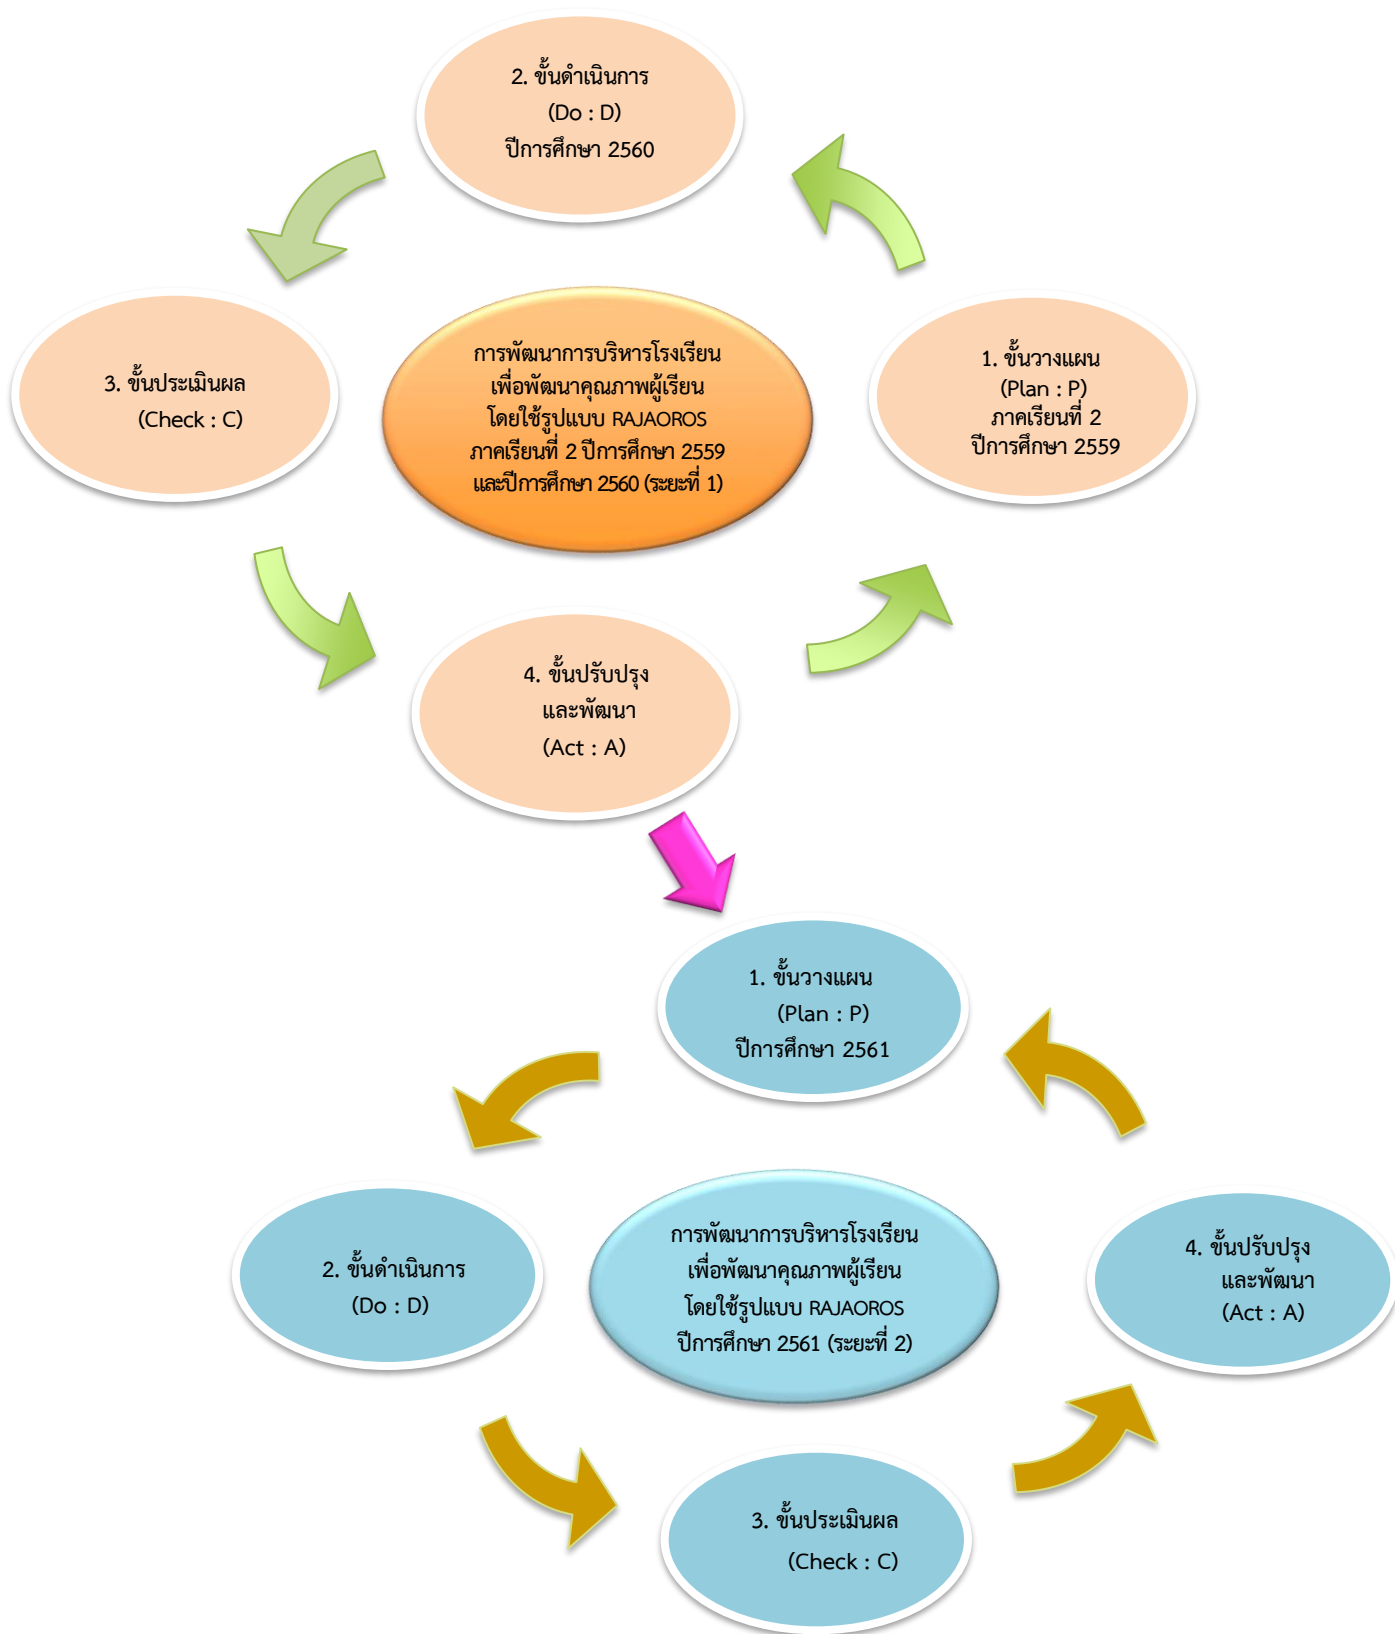 2. ขั้นดำเนินการ
(Do : D)
ปีการศึกษา 2560
3. ขั้นประเมินผล
(Check : C)
การพัฒนาการบริหารโรงเรียน
เพื่อพัฒนาคุณภาพผู้เรียน
โดยใช้รูปแบบ RAJAOROS
ภาคเรียนที่ 2 ปีการศึกษา 2559
และปีการศึกษา 2560 (ระยะที่ 1)
1. ขั้นวางแผน
(Plan : P)
ภาคเรียนที่ 2
ปีการศึกษา 2559
4. ขั้นปรับปรุง
และพัฒนา
(Act : A)
1. ขั้นวางแผน
(Plan : P)
ปีการศึกษา 2561
2. ขั้นดำเนินการ
(Do : D)
การพัฒนาการบริหารโรงเรียน
เพื่อพัฒนาคุณภาพผู้เรียน
โดยใช้รูปแบบ RAJAOROS
ปีการศึกษา 2561 (ระยะที่ 2)
4. ขั้นปรับปรุง
และพัฒนา
(Act : A)
3. ขั้นประเมินผล
(Check : C)